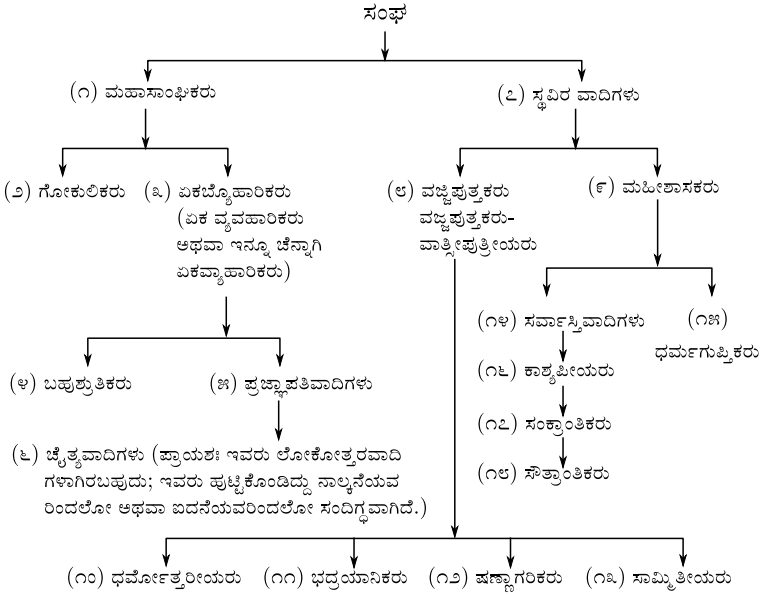 ಸಂಘ
(೧) ಮಹಾಸಾಂಘಿಕರು
(೭) ಸ್ಥವಿರ ವಾದಿಗಳು
(೨) ಗೋಕುಲಿಕರು
(೩) ಏಕಬ್ಯೊಹಾರಿಕರು
(ಏಕ ವ್ಯವಹಾರಿಕರು
ಅಥವಾ ಇನ್ನೂ ಚೆನ್ನಾಗಿ
ಏಕವ್ಯಾಹಾರಿಕರು)
(೮) ವಜ್ಜಿಪುತ್ತಕರು
ವಜ್ಜಪುತ್ತಕರು-
ವಾತ್ಸೀಪುತ್ರೀಯರು
(೯) ಮಹೀಶಾಸಕರು
(೧೪) ಸರ್ವಾಸ್ತಿವಾದಿಗಳು
(೧೫)
ಧರ್ಮಗುಪ್ತಿಕರು
(೧೬) ಕಾಶ್ಯಪೀಯರು
(೧೭) ಸಂಕ್ರಾಂತಿಕರು
(೧೮) ಸೌತ್ರಾಂತಿಕರು
(೪) ಬಹುಶ್ರುತಿಕರು
(೫) ಪ್ರಜ್ಞಾಪತಿವಾದಿಗಳು
(೬) ಚೈತ್ಯವಾದಿಗಳು (ಪ್ರಾಯಶಃ ಇವರು ಲೋಕೋತ್ತರವಾದಿ
ಗಳಾಗಿರಬಹುದು; ಇವರು ಹುಟ್ಟಿಕೊಂಡಿದ್ದು ನಾಲ್ಕನೆಯವ
ರಿಂದಲೋ ಅಥವಾ ಐದನೆಯವರಿಂದಲೋ ಸಂದಿಗ್ಧವಾಗಿದೆ.)
(೧೦) ಧರ್ಮೋತ್ತರೀಯರು
(೧೧) ಭದ್ರಯಾನಿಕರು
(೧೨) ಷಣ್ಣಾಗರಿಕರು
(೧೩) ಸಾಮ್ಮಿತೀಯರು